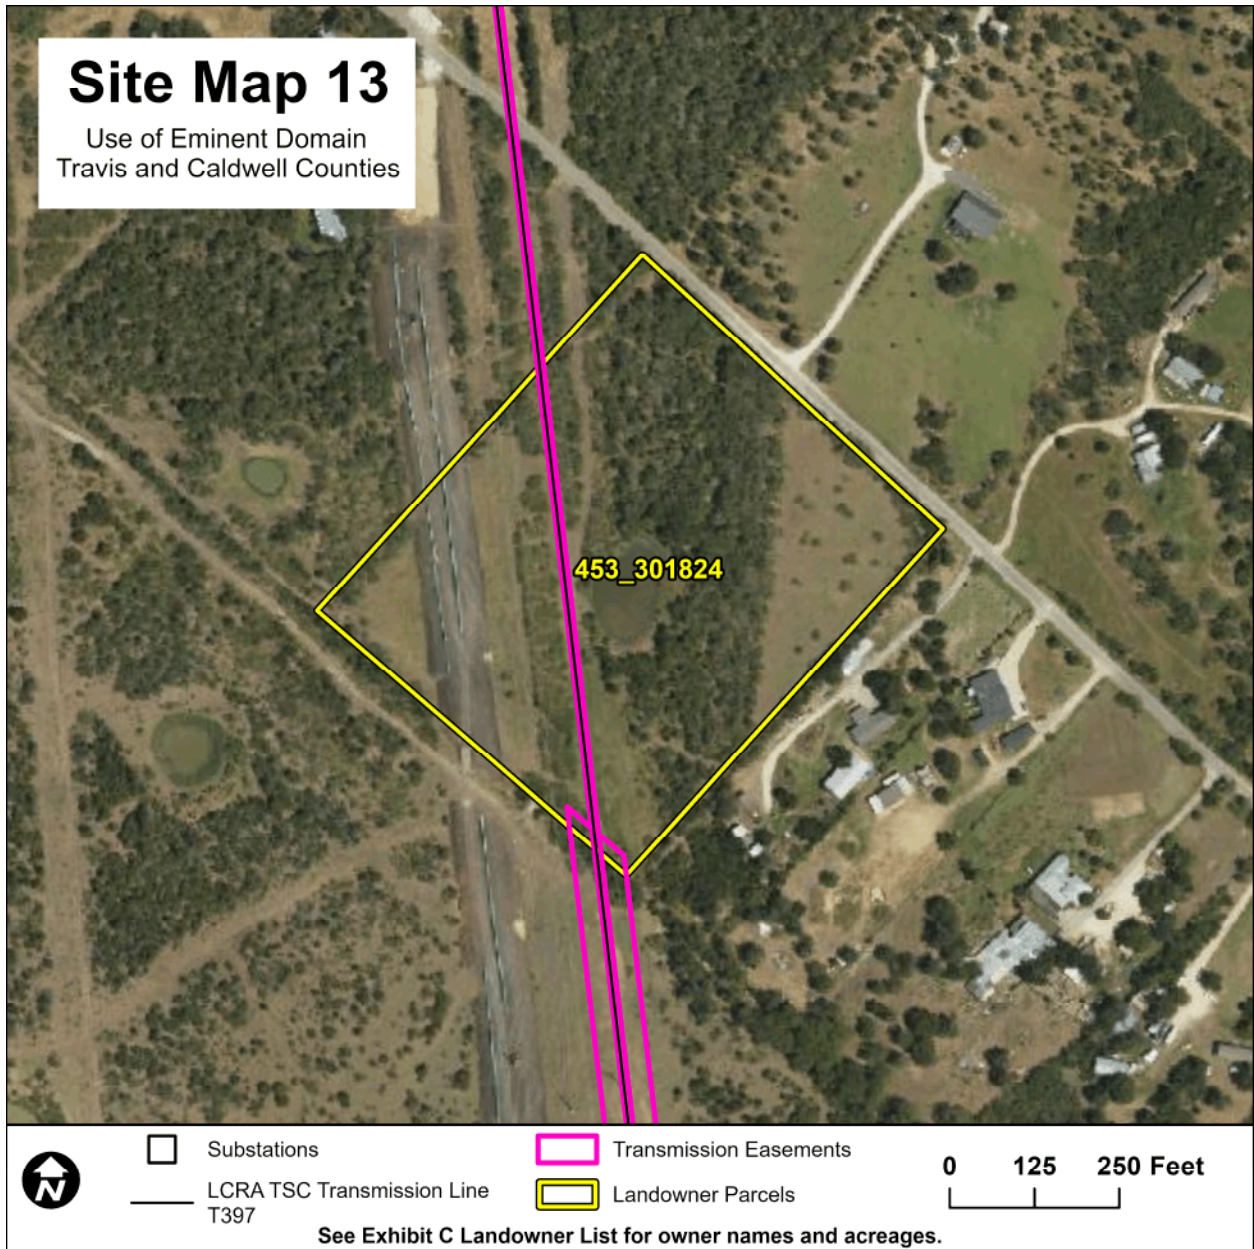 Site Map 13
Use of Eminent Domain
Travis and Caldwell Counties
453_301824
N
Substations
LCRA TSC Transmission Line
T397
Transmission Easements
Landowner Parcels
0 125 250 Feet
See Exhibit C Landowner List for owner names and acreages.